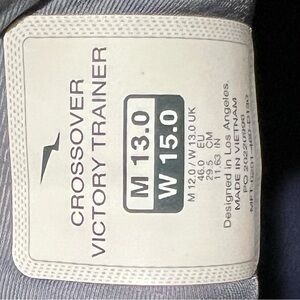 CROSSOVER
VICTORY TRAINER
M 13.0
W 15.0
M 12.0 / W 13.0 UK
46.0 EU
29.5 CM
11.63 IN
Designed in Los Angeles.
MADE IN VIETNAM